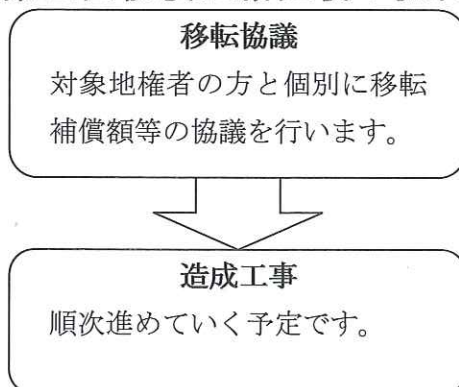 移転協議
対象地権者の方と個別に移転
補償額等の協議を行います。
造成工事
順次進めていく予定です。